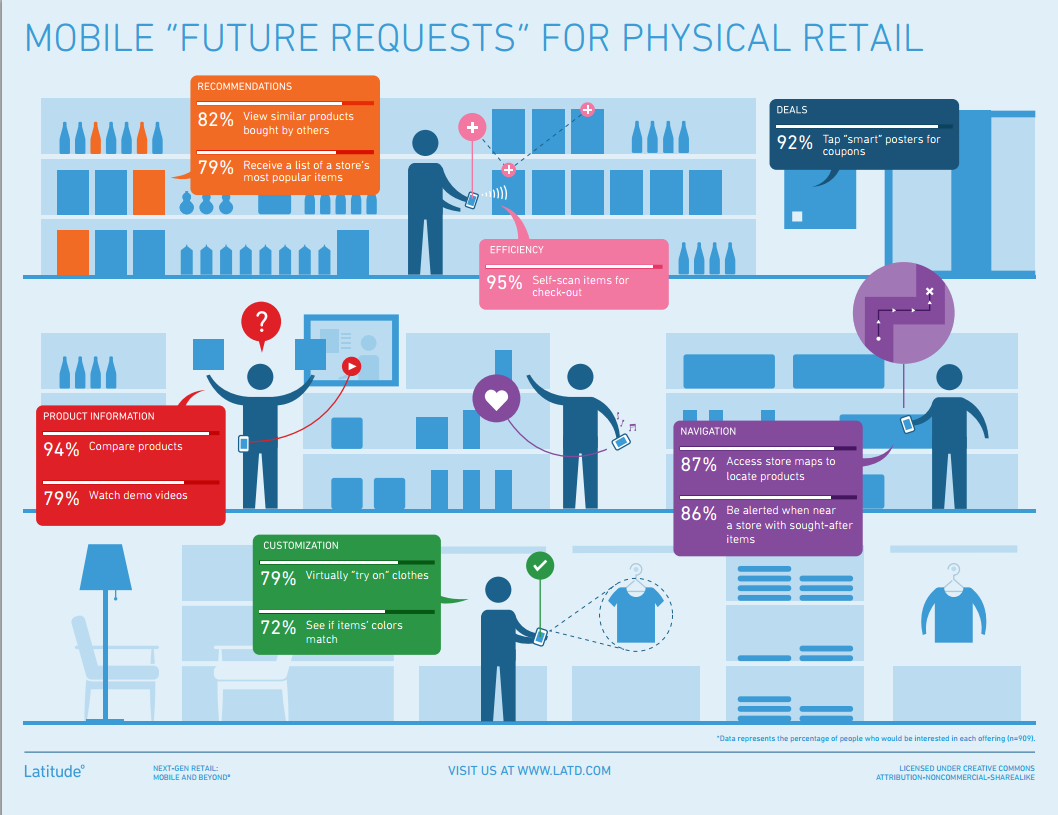 MOBILE “FUTURE REQUESTS” FOR PHYSICAL RETAIL
RECOMMENDATIONS
82% View similar products
bought by others
79% Receive a list of a store's
most popular items
DEALS
92% Tap “smart” posters for
coupons
EFFICIENCY
95% Self-scan items for
check-out
?
PRODUCT INFORMATION
94% Compare products
79% Watch demo videos
NAVIGATION
87% Access store maps to
locate products
86% Be alerted when near
a store with sought-after
items
CUSTOMIZATION
79% Virtually “try on” clothes
72% See if items' colors
match
*Data represents the percentage of people who would be interested in each offering (n=909).
Latitude°
NEXT-GEN RETAIL:
MOBILE AND BEYOND°
VISIT US AT WWW.LATD.COM
LICENSED UNDER CREATIVE COMMONS
ATTRIBUTION-NONCOMMERCIAL-SHAREALIKE